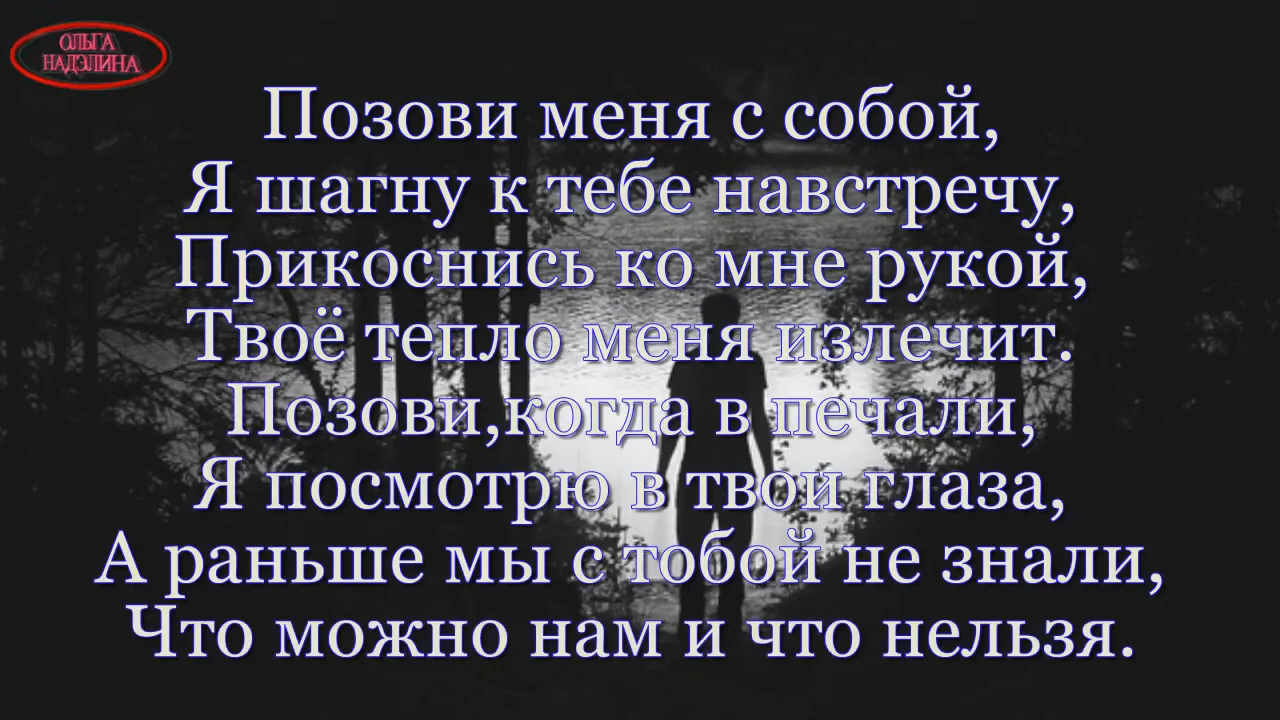 ОЛЬГА
НАДЭЛИНА
Позови меня с собой,
Я шагну к тебе навстречу,
Прикоснись ко мне рукой,
Твоё тепло меня излечит.
Позови,когда в печали,
Я посмотрю в твои глаза,
А раньше мы с тобой не знали,
Что можно нам и что нельзя.